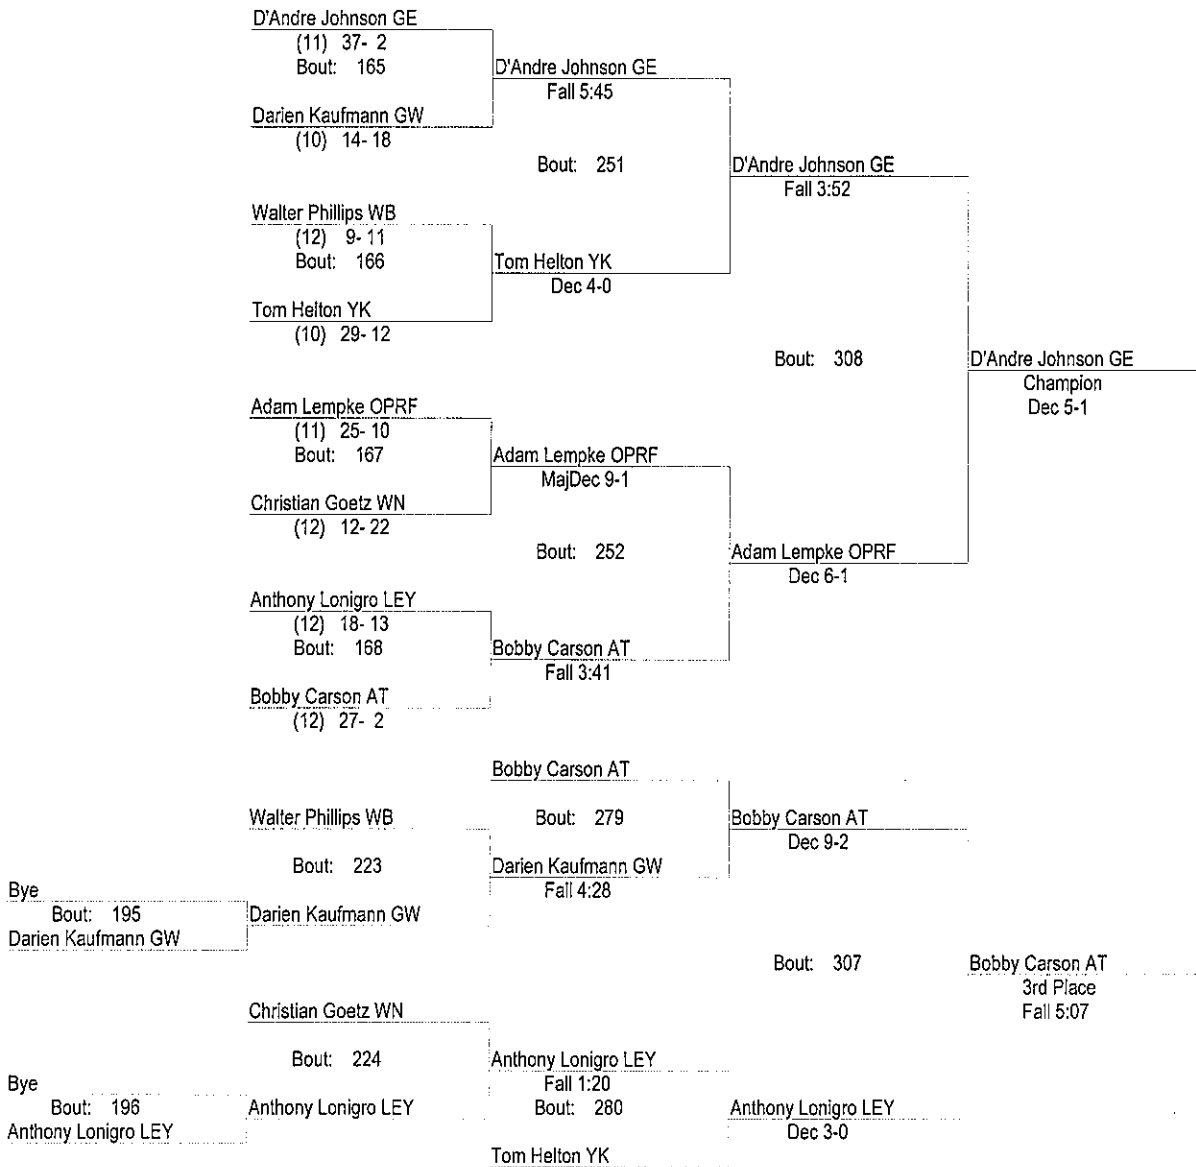 D'Andre Johnson GE
(11) 37- 2
Bout: 165
D'Andre Johnson GE
Fall 5:45
Darien Kaufmann GW
(10) 14- 18
Bout: 251
D'Andre Johnson GE
Fall 3:52
Walter Phillips WB
(12) 9- 11
Bout: 166
Tom Helton YK
Dec 4-0
Tom Helton YK
(10) 29- 12
Bout: 308
D'Andre Johnson GE
Champion
Dec 5-1
Adam Lempke OPRF
(11) 25- 10
Bout: 167
Adam Lempke OPRF
MajDec 9-1
Christian Goetz WN
(12) 12- 22
Bout: 252
Adam Lempke OPRF
Dec 6-1
Anthony Lonigro LEY
(12) 18- 13
Bout: 168
Bobby Carson AT
Fall 3:41
Bobby Carson AT
(12) 27- 2
Bobby Carson AT
Walter Phillips WB
Bout: 279
Bobby Carson AT
Dec 9-2
Bout: 223
Darien Kaufmann GW
Fall 4:28
Bye
Bout: 195
Darien Kaufmann GW
Darien Kaufmann GW
Bout: 307
Bobby Carson AT
3rd Place
Fall 5:07
Christian Goetz WN
Bout: 224
Anthony Lonigro LEY
Fall 1:20
Bye
Bout: 196
Anthony Lonigro LEY
Anthony Lonigro LEY
Bout: 280
Anthony Lonigro LEY
Dec 3-0
Tom Helton YK